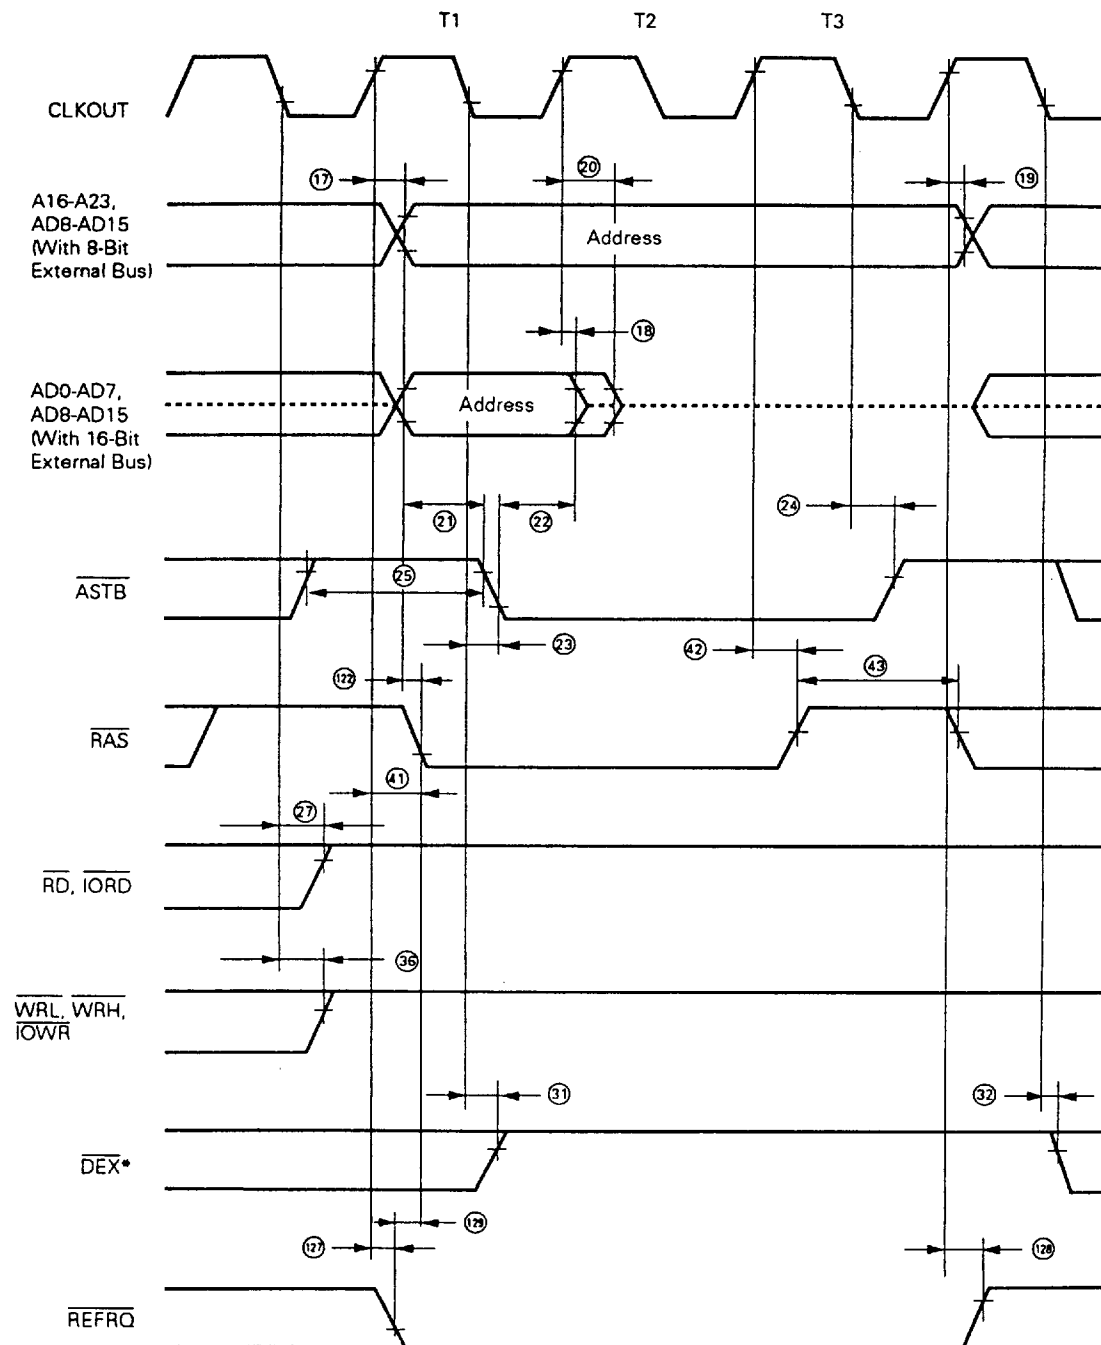 T1 T2 T3
CLKOUT
17 20 19
A16-A23,
AD8-AD15
(With 8-Bit
External Bus)
Address
18
AD0-AD7,
AD8-AD15
(With 16-Bit
External Bus)
Address
21 22 24
ASTB
25
23 42 43
122
RAS
41
27
RD, IORD
36
WRL, WRH,
IOWR
31 32
DEX*
129
127 128
REFRQ